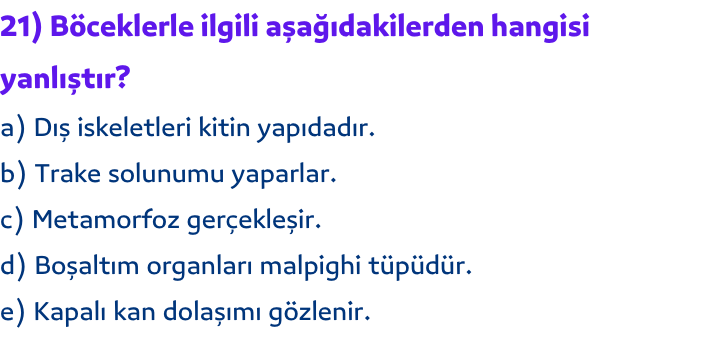 21) Böceklerle ilgili aşağıdakilerden hangisi
yanlıştır?
a) Dış iskeletleri kitin yapıdadır.
b) Trake solunumu yaparlar.
c) Metamorfoz gerçekleşir.
d) Boşaltım organları malpighi tüpüdür.
e) Kapalı kan dolaşımı gözlenir.